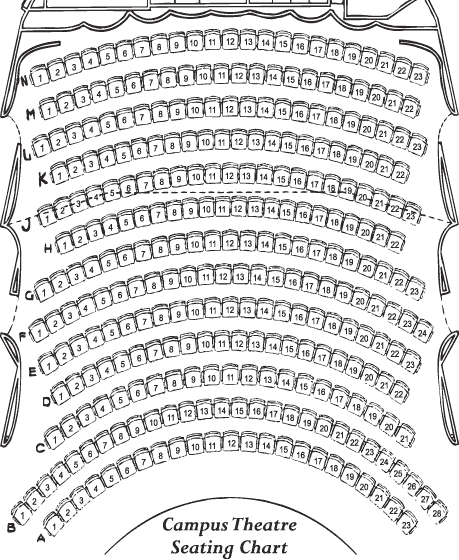 N 1 2 3 4 5 6 7 8 9 10 11 12 13 14 15 16 17 18 19 20 21 22 23
M 1 2 3 4 5 6 7 8 9 10 11 12 13 14 15 16 17 18 19 20 21 22
L 1 2 3 4 5 6 7 8 9 10 11 12 13 14 15 16 17 18 19 20 21 22 23
K 1 2 3 4 5 6 7 8 9 10 11 12 13 14 15 16 17 18 19 20 21 22
J 1 2 3 4 5 6 7 8 9 10 11 12 13 14 15 16 17 18 19 20 21 22 23
H 1 2 3 4 5 6 7 8 9 10 11 12 13 14 15 16 17 18 19 20 21 22
G 1 2 3 4 5 6 7 8 9 10 11 12 13 14 15 16 17 18 19 20 21 22 23
F 1 2 3 4 5 6 7 8 9 10 11 12 13 14 15 16 17 18 19 20 21 22 23 24
E 1 2 3 4 5 6 7 8 9 10 11 12 13 14 15 16 17 18 19 20 21 22 23
D 1 2 3 4 5 6 7 8 9 10 11 12 13 14 15 16 17 18 19 20 21 22
C 1 2 3 4 5 6 7 8 9 10 11 12 13 14 15 16 17 18 19 20 21
B 1 2 3 4 5 6 7 8 9 10 11 12 13 14 15 16 17 18 19 20 21 22 23 24 25 26 27 28
A 1 2 3 4 5 6 7 8 9 10 11 12 13 14 15 16 17 18 19 20 21 22 23
Campus Theatre
Seating Chart